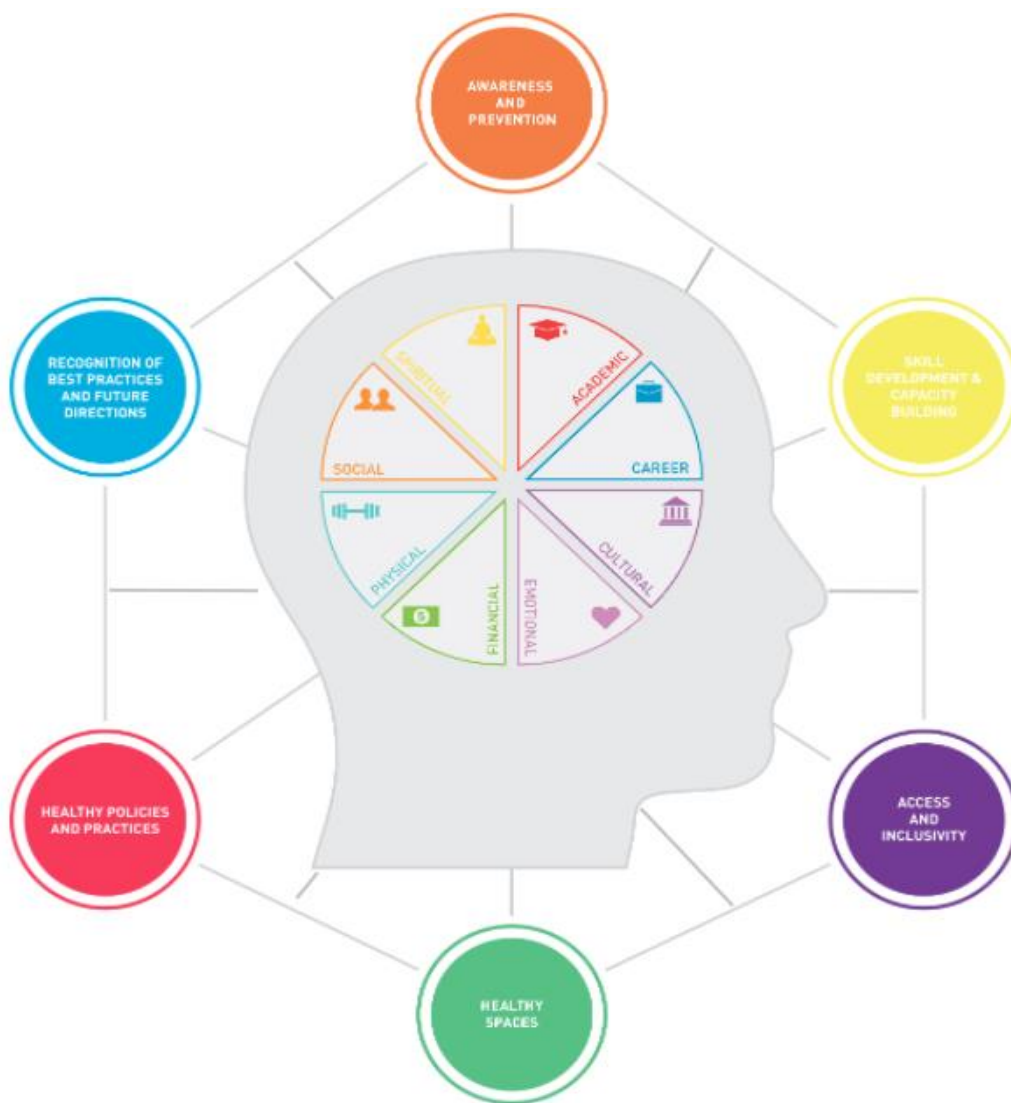 AWARENESS
AND
PREVENTION
RECOGNITION OF
BEST PRACTICES
AND FUTURE
DIRECTIONS
SKILL
DEVELOPMENT &
CAPACITY
BUILDING
SPIRITUAL
ACADEMIC
SOCIAL
CAREER
PHYSICAL
CULTURAL
FINANCIAL
EMOTIONAL
HEALTHY POLICIES
AND PRACTICES
ACCESS
AND
INCLUSIVITY
HEALTHY
SPACES